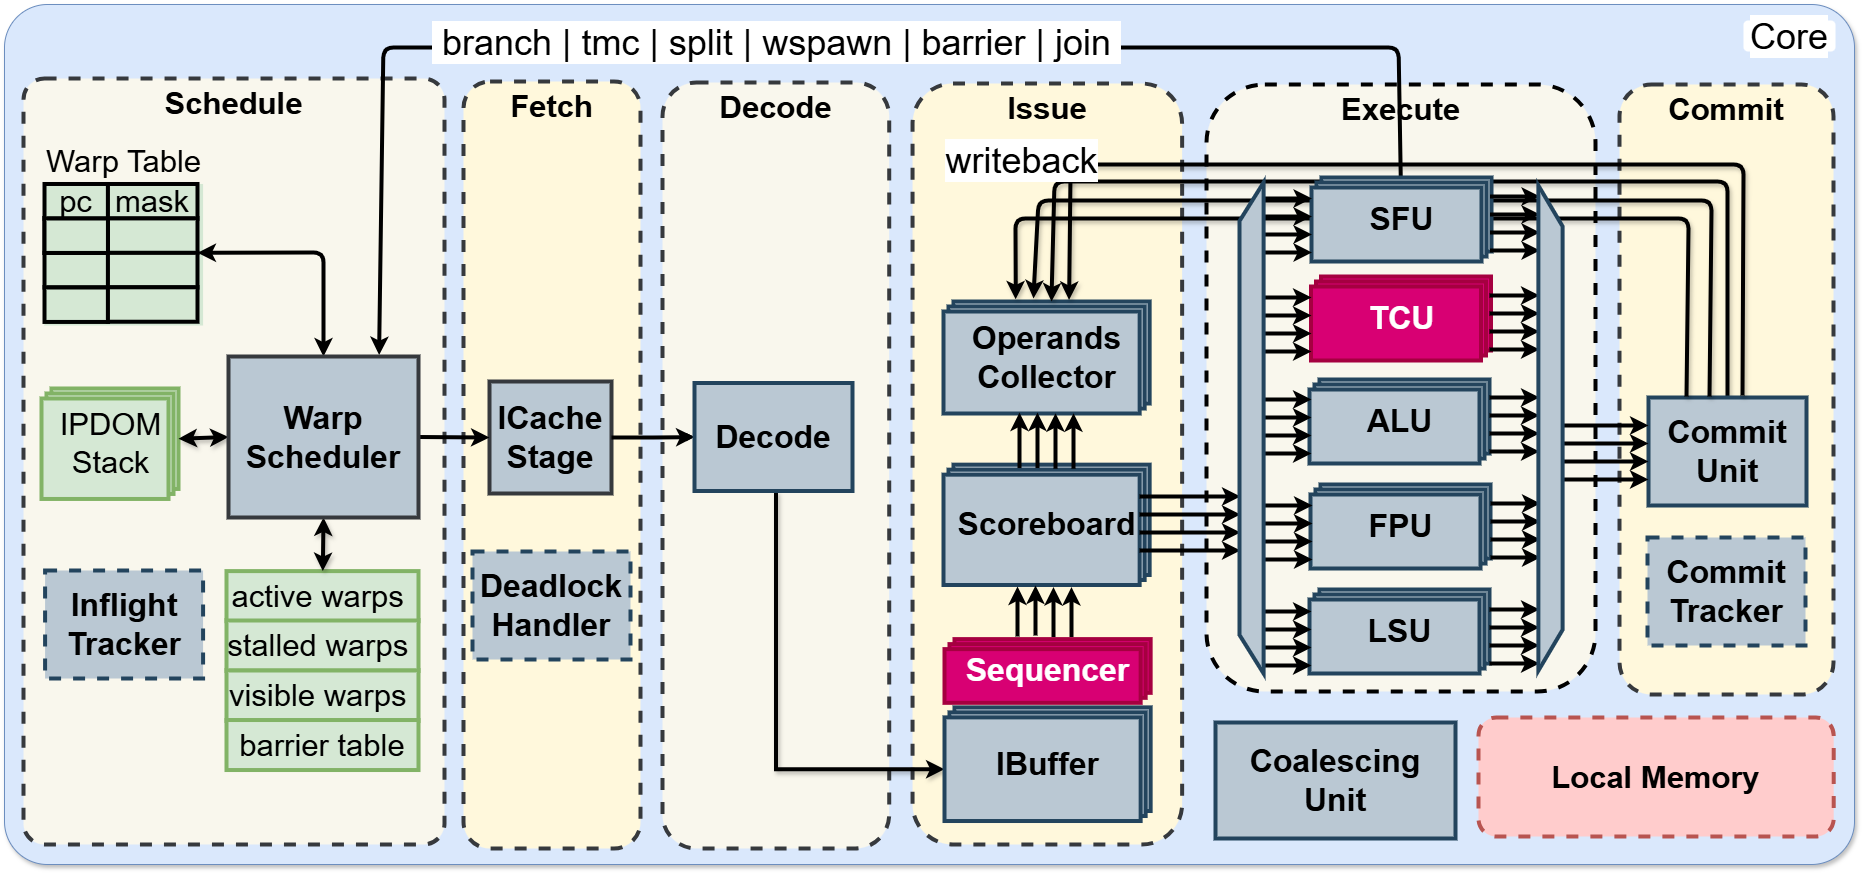 branch | tmc | split | wspawn | barrier | join
Core
Schedule
Warp Table
pc
mask
IPDOM
Stack
Warp
Scheduler
Inflight
Tracker
active warps
stalled warps
visible warps
barrier table
Fetch
ICache
Stage
Deadlock
Handler
Decode
Decode
Issue
writeback
Operands
Collector
Scoreboard
Sequencer
IBuffer
Execute
SFU
TCU
ALU
FPU
LSU
Commit
Commit
Unit
Commit
Tracker
Coalescing
Unit
Local Memory